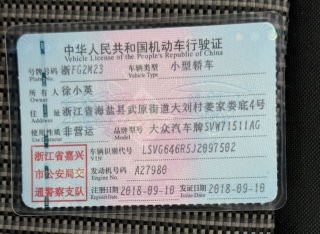 中华人民共和国机动车行驶证
Vehicle License of the People's Republic of China
号牌号码 浙FG2M23 车辆类型 小型轿车
Plate No. Vehicle Type
所有人 徐小英
Owner
住址 浙江省海盐县武原街道大刘村姜家娄底4号
Address
使用性质 非营运 品牌型号 大众汽车牌SVW71511AG
Use Character Model
浙江省嘉兴 车辆识别代号 LSVG646R5J2097502
VIN
市公安局交 发动机号码 A27980
Engine No.
通警察支队 注册日期 2018-09-10 发证日期 2018-09-10
Register Date Issue Date